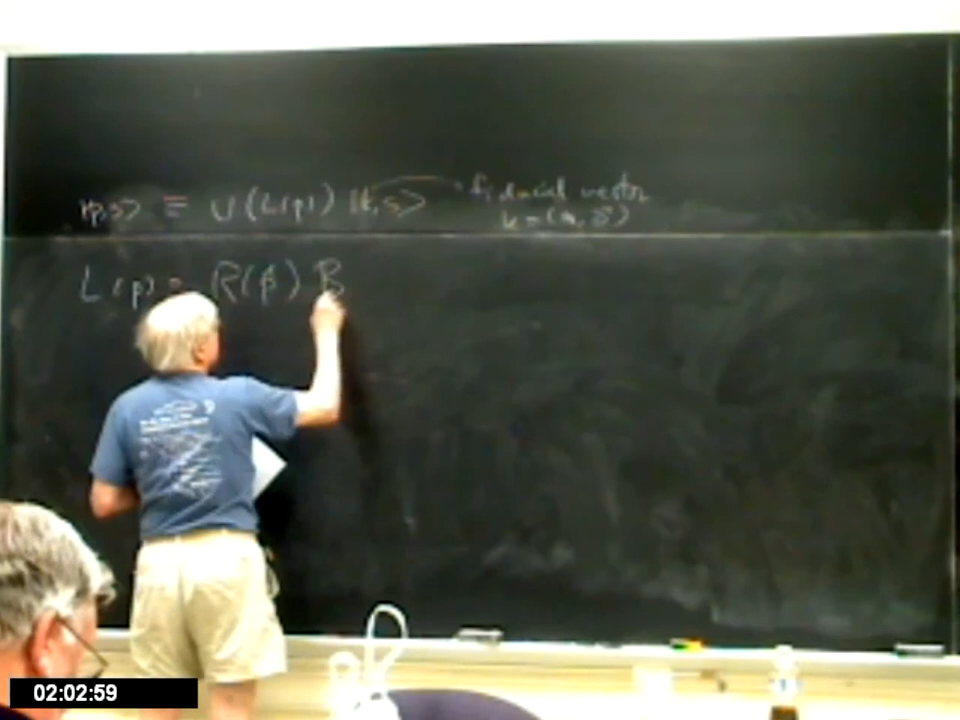 |p,s> ≡ U(L(p)) |k,s> fiducial vector
k=(m,0⃗)
L(p) = R(p̂) B
02:02:59